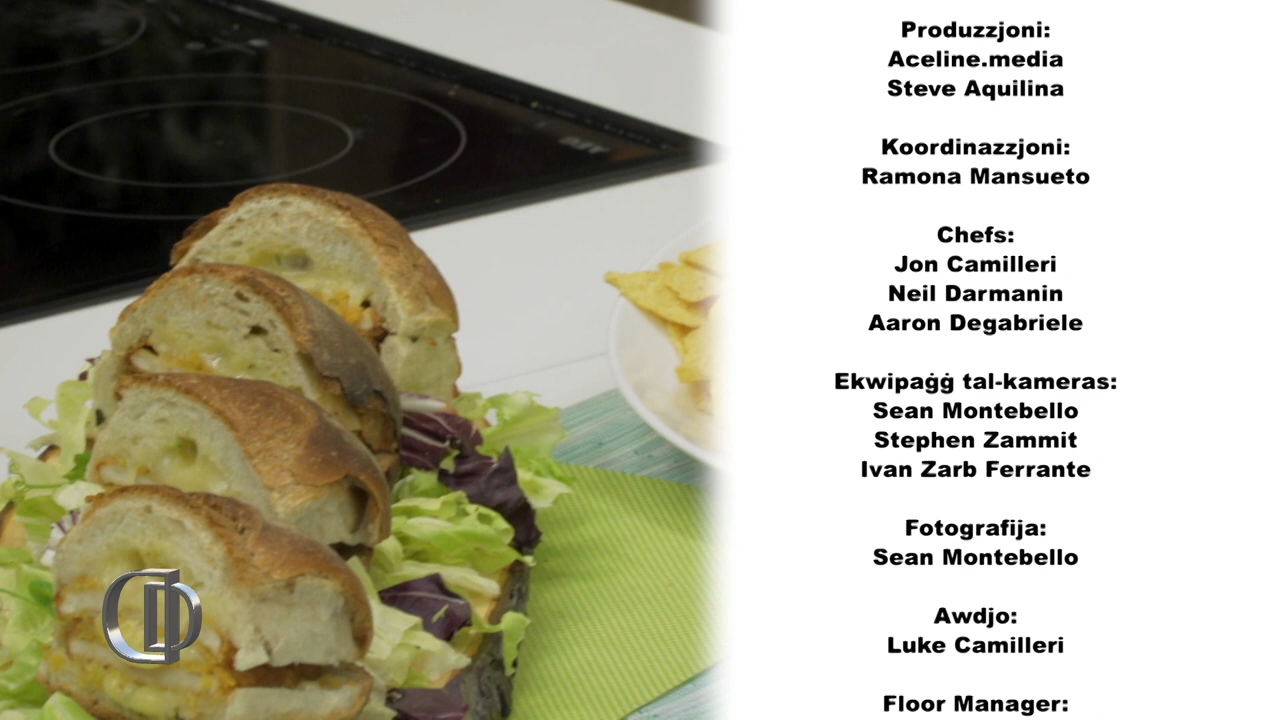 Produzzjoni:
Aceline.media
Steve Aquilina
Koordinazzjoni:
Ramona Mansueto
Chefs:
Jon Camilleri
Neil Darmanin
Aaron Degabriele
Ekwipaġġ tal-kameras:
Sean Montebello
Stephen Zammit
Ivan Zarb Ferrante
Fotografija:
Sean Montebello
Awdjo:
Luke Camilleri
Floor Manager: